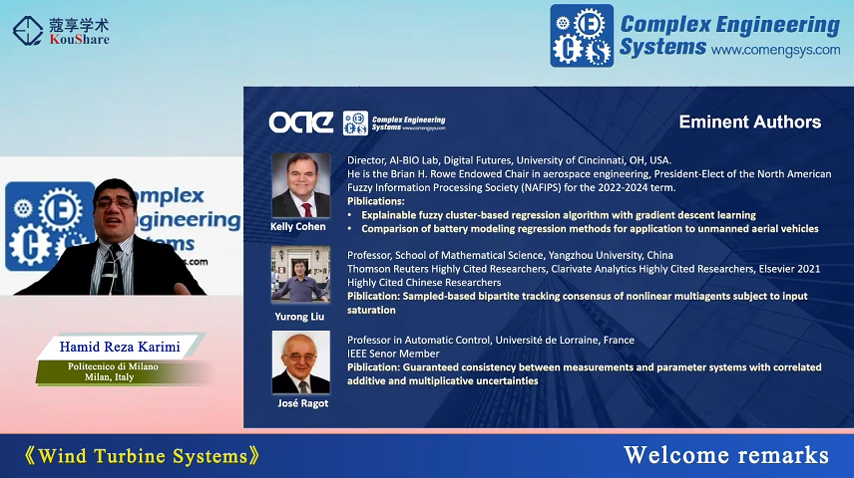 蔻享学术
KouShare
Complex Engineering
Systems www.comengsys.com
E
C S
OAE
Complex Engineering
Systems www.comengsys.com
Eminent Authors
Director, AI-BIO Lab, Digital Futures, University of Cincinnati, OH, USA.
He is the Brian H. Rowe Endowed Chair in aerospace engineering, President-Elect of the North American
Fuzzy Information Processing Society (NAFIPS) for the 2022-2024 term.
Piblications:
• Explainable fuzzy cluster-based regression algorithm with gradient descent learning
• Comparison of battery modeling regression methods for application to unmanned aerial vehicles
Kelly Cohen
Professor, School of Mathematical Science, Yangzhou University, China
Thomson Reuters Highly Cited Researchers, Clarivate Analytics Highly Cited Researchers, Elsevier 2021
Highly Cited Chinese Researchers
Piblication: Sampled-based bipartite tracking consensus of nonlinear multiagents subject to input
saturation
Yurong Liu
Professor in Automatic Control, Université de Lorraine, France
IEEE Senor Member
Piblication: Guaranteed consistency between measurements and parameter systems with correlated
additive and multiplicative uncertainties
José Ragot
omplex
Engineering
stems
s.com
E
C
Hamid Reza Karimi
Politecnico di Milano
Milan, Italy
《Wind Turbine Systems》
Welcome remarks